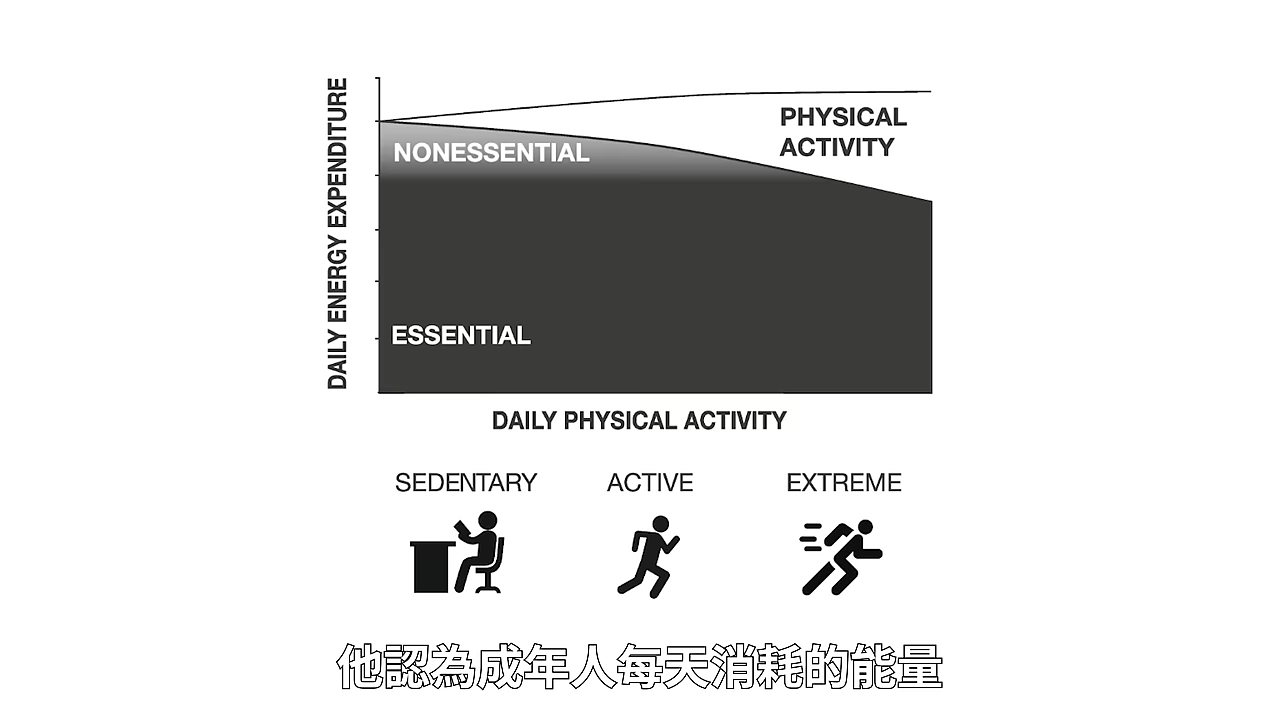 DAILY ENERGY EXPENDITURE
PHYSICAL
ACTIVITY
NONESSENTIAL
ESSENTIAL
DAILY PHYSICAL ACTIVITY
SEDENTARY
ACTIVE
EXTREME
他認為成年人每天消耗的能量